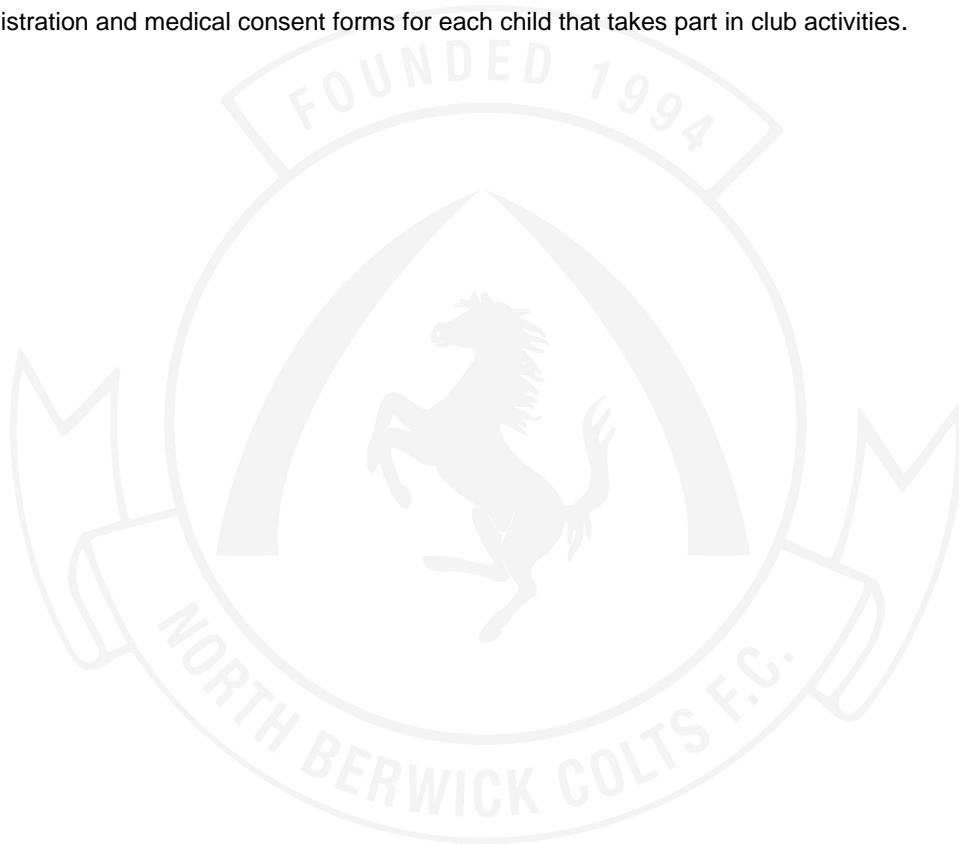 istration and medical consent forms for each child that takes part in club activities.
FOUNDED 1994
NORTH BERWICK COLTS F.C.